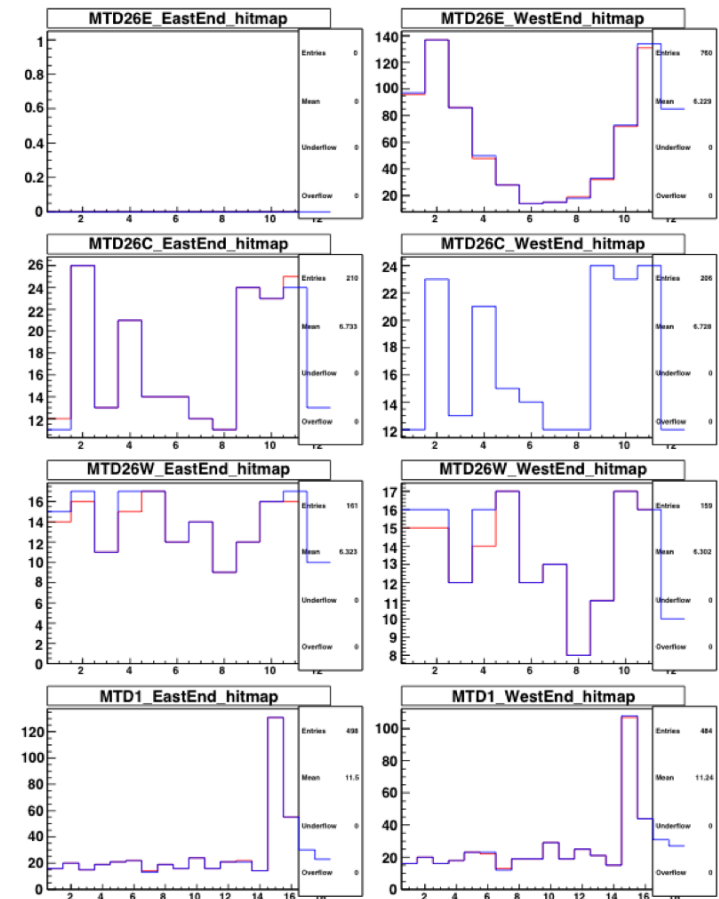 MTD26E_EastEnd_hitmap
Entries 0
Mean 0
Underflow 0
Overflow 0
1
0.8
0.6
0.4
0.2
0
2 4 6 8 10 12
MTD26E_WestEnd_hitmap
Entries 760
Mean 6.229
Underflow 0
Overflow 0
140
120
100
80
60
40
20
2 4 6 8 10 12
MTD26C_EastEnd_hitmap
Entries 210
Mean 6.733
Underflow 0
Overflow 0
26
24
22
20
18
16
14
12
2 4 6 8 10 12
MTD26C_WestEnd_hitmap
Entries 206
Mean 6.728
Underflow 0
Overflow 0
24
22
20
18
16
14
12
2 4 6 8 10 12
MTD26W_EastEnd_hitmap
Entries 161
Mean 6.323
Underflow 0
Overflow 0
16
14
12
10
8
6
4
2
0
2 4 6 8 10 12
MTD26W_WestEnd_hitmap
Entries 159
Mean 6.302
Underflow 0
Overflow 0
17
16
15
14
13
12
11
10
9
8
2 4 6 8 10 12
MTD1_EastEnd_hitmap
Entries 498
Mean 11.5
Underflow 0
Overflow 0
120
100
80
60
40
20
0
2 4 6 8 10 12 14 16 18
MTD1_WestEnd_hitmap
Entries 484
Mean 11.24
Underflow 0
Overflow 0
100
80
60
40
20
0
2 4 6 8 10 12 14 16 18